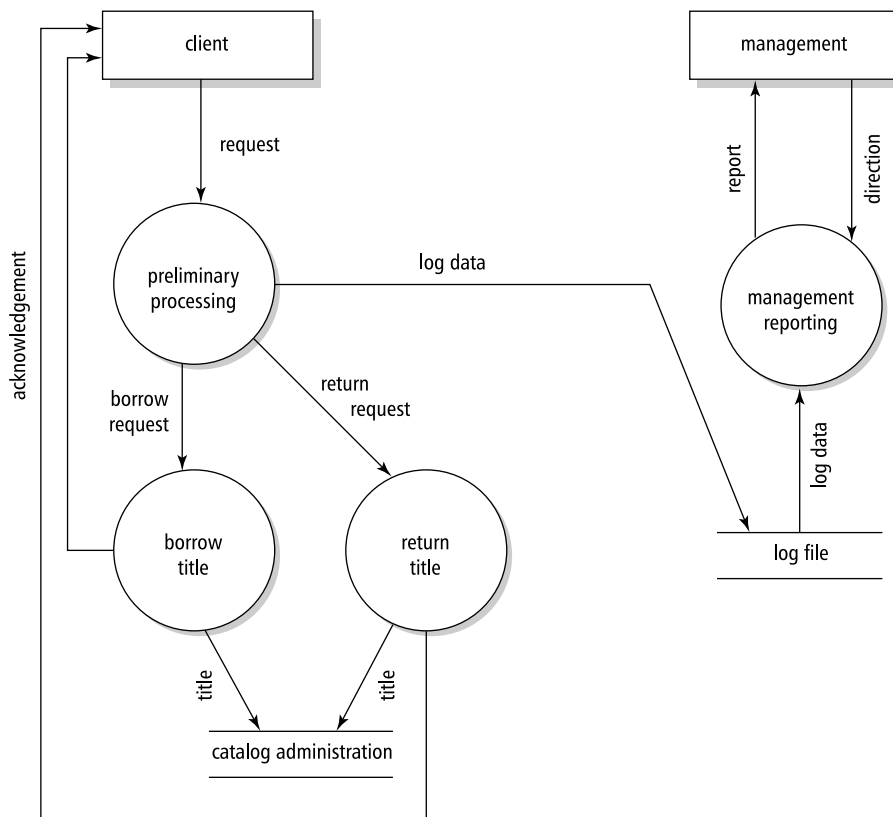 client
management
request
report
direction
preliminary
processing
log data
management
reporting
acknowledgement
borrow
request
return
request
log data
borrow
title
return
title
log file
title
title
catalog administration